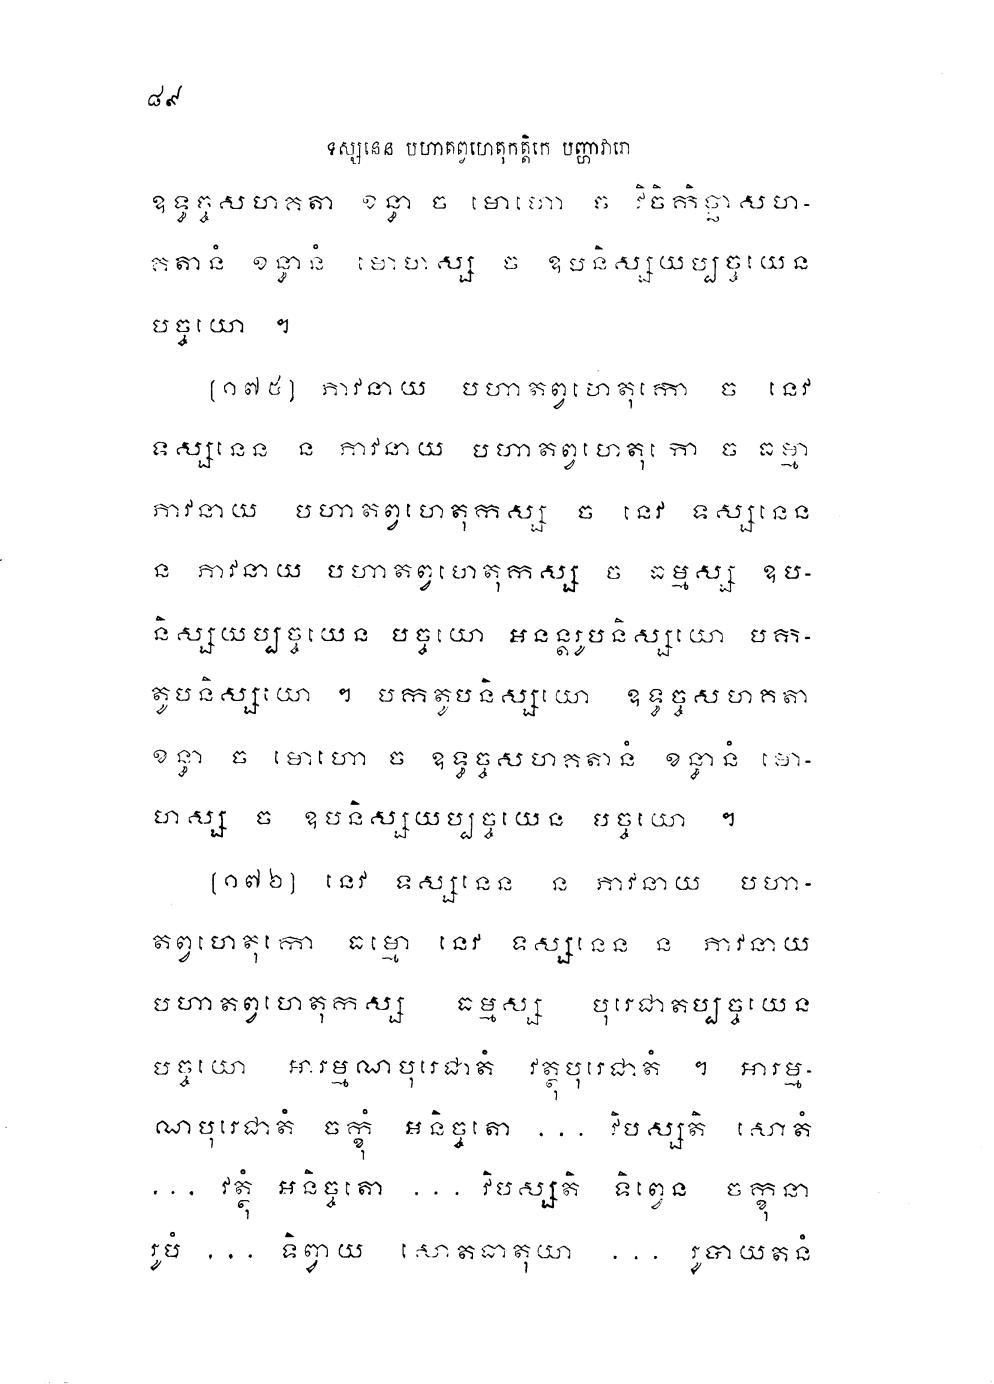 ៨៩
ទស្សនេន បហាតព្វហេតុកត្តិកេ បញ្ហាវារោ
ឧទ្ធច្ចសហគតា ខន្ធា ច មោហោ ច វិចិកិច្ឆាសហ-
គតានំ ខន្ធានំ មោហស្ស ច ឧបនិស្សយប្បច្ចយេន
បច្ចយោ ។
(១៧៥) ភាវនាយ បហាតព្វហេតុកោ ច នេវ
ទស្សនេន ន ភាវនាយ បហាតព្វហេតុកោ ច ធម្មា
ភាវនាយ បហាតព្វហេតុកស្ស ច នេវ ទស្សនេន
ន ភាវនាយ បហាតព្វហេតុកស្ស ច ធម្មស្ស ឧប-
និស្សយប្បច្ចយេន បច្ចយោ អនន្តរូបនិស្សយោ បក-
តូបនិស្សយោ ។ បកតូបនិស្សយោ ឧទ្ធច្ចសហគតា
ខន្ធា ច មោហោ ច ឧទ្ធច្ចសហគតានំ ខន្ធានំ មោ-
ហស្ស ច ឧបនិស្សយប្បច្ចយេន បច្ចយោ ។
(១៧៦) នេវ ទស្សនេន ន ភាវនាយ បហា-
តព្វហេតុកោ ធម្មោ នេវ ទស្សនេន ន ភាវនាយ
បហាតព្វហេតុកស្ស ធម្មស្ស បុរេជាតប្បច្ចយេន
បច្ចយោ អារម្មណបុរេជាតំ វត្ថុបុរេជាតំ ។ អារម្ម-
ណបុរេជាតំ ចក្ខុំ អនិច្ចតោ ... វិបស្សតិ សោតំ
... វត្ថុំ អនិច្ចតោ ... វិបស្សតិ ទិព្វេន ចក្ខុនា
រូបំ ... ទិព្វាយ សោតធាតុយា ... រូបាយតនំ